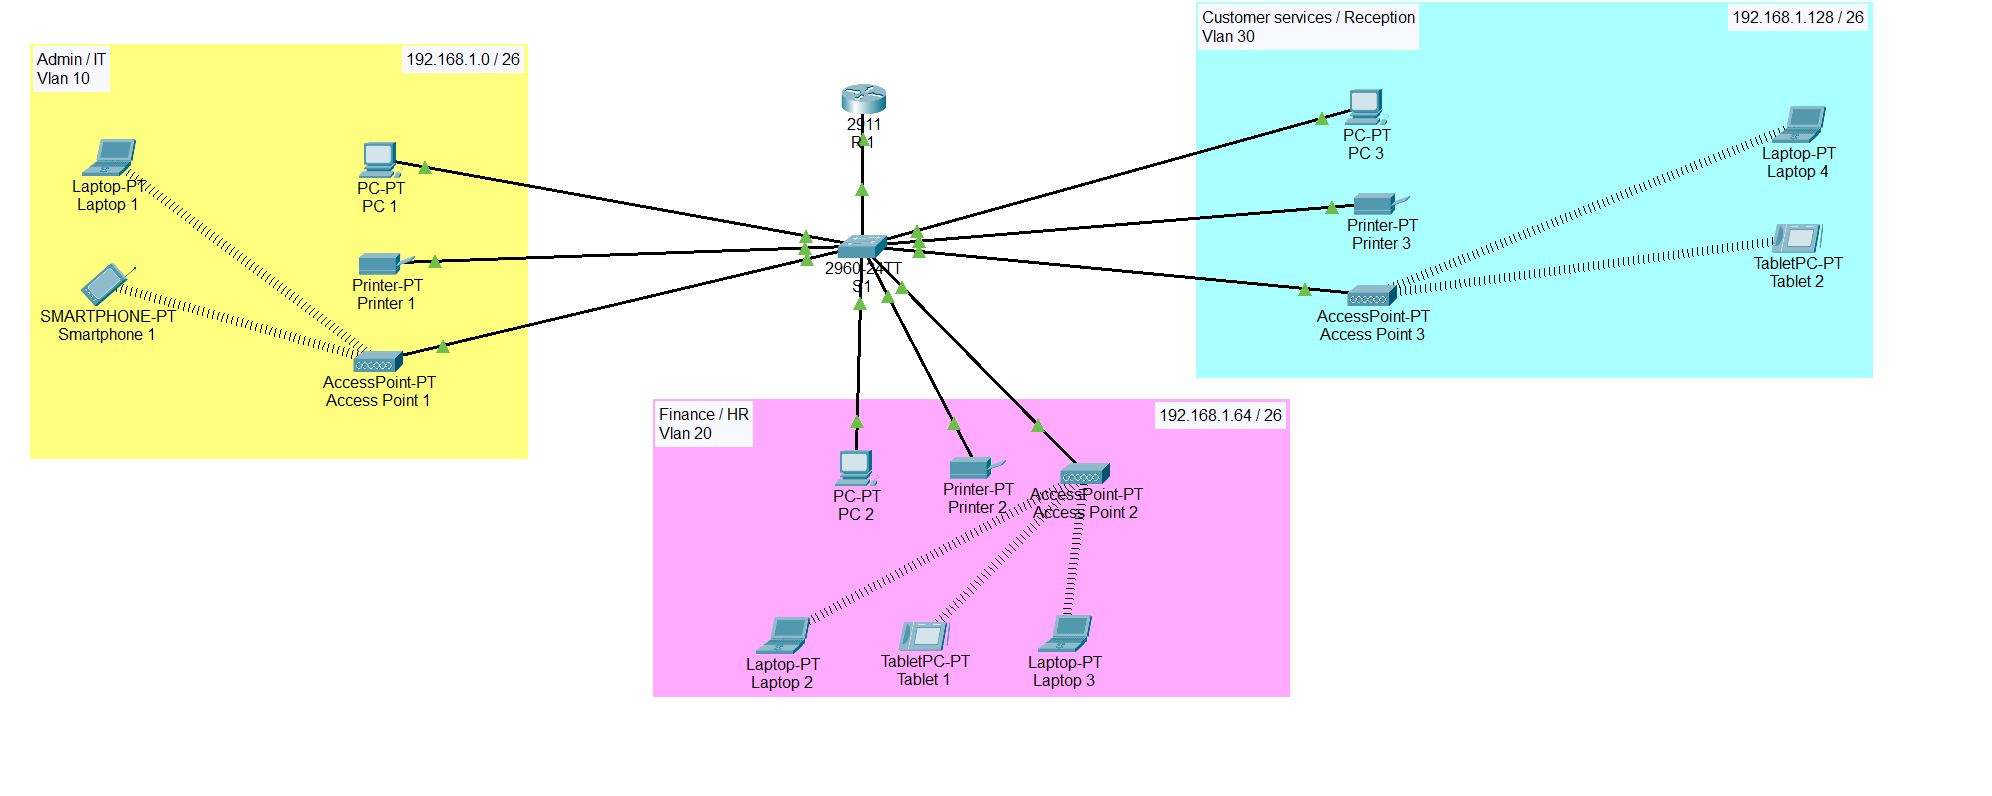 Admin / IT
Vlan 10
192.168.1.0 / 26
Laptop-PT
Laptop 1
PC-PT
PC 1
SMARTPHONE-PT
Smartphone 1
Printer-PT
Printer 1
AccessPoint-PT
Access Point 1
2911
R 1
2960-24TT
S1
Customer services / Reception
Vlan 30
192.168.1.128 / 26
PC-PT
PC 3
Laptop-PT
Laptop 4
Printer-PT
Printer 3
TabletPC-PT
Tablet 2
AccessPoint-PT
Access Point 3
Finance / HR
Vlan 20
192.168.1.64 / 26
PC-PT
PC 2
Printer-PT
Printer 2
AccessPoint-PT
Access Point 2
Laptop-PT
Laptop 2
TabletPC-PT
Tablet 1
Laptop-PT
Laptop 3